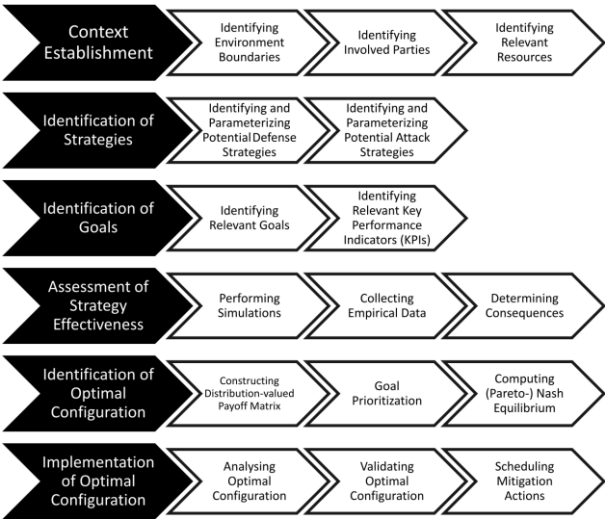 Context
Establishment
Identifying
Environment
Boundaries
Identifying
Involved Parties
Identifying
Relevant
Resources
Identification of
Strategies
Identifying and
Parameterizing
Potential Defense
Strategies
Identifying and
Parameterizing
Potential Attack
Strategies
Identification of
Goals
Identifying
Relevant Goals
Identifying
Relevant Key
Performance
Indicators (KPIs)
Assessment of
Strategy
Effectiveness
Performing
Simulations
Collecting
Empirical Data
Determining
Consequences
Identification of
Optimal
Configuration
Constructing
Distribution-valued
Payoff Matrix
Goal
Prioritization
Computing
(Pareto-) Nash
Equilibrium
Implementation
of Optimal
Configuration
Analysing
Optimal
Configuration
Validating
Optimal
Configuration
Scheduling
Mitigation
Actions